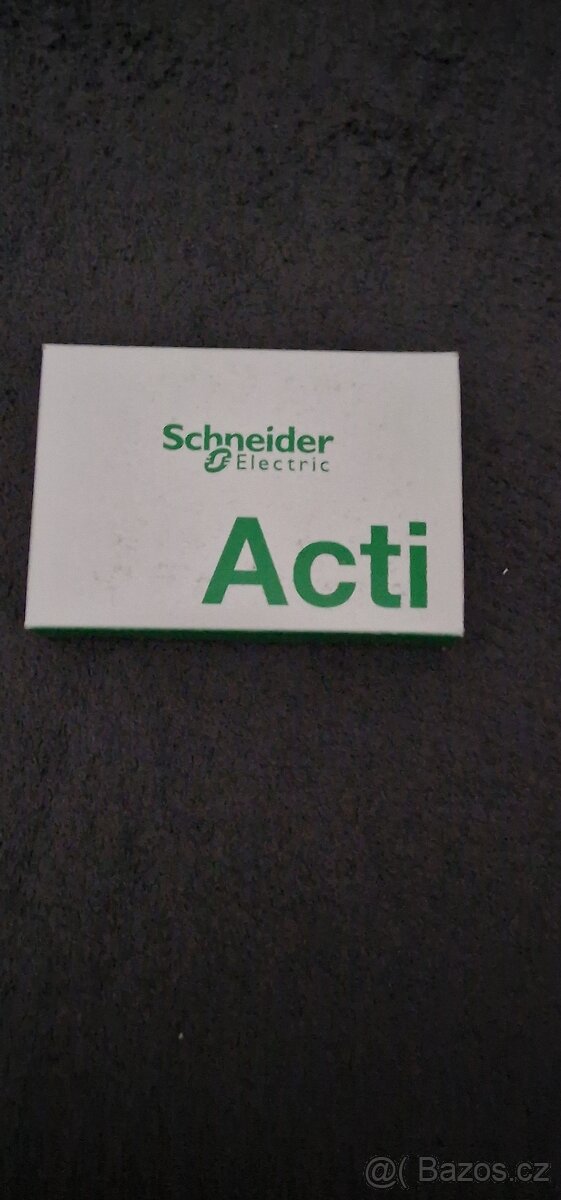 Schneider
Electric
Acti
@( Bazos.cz